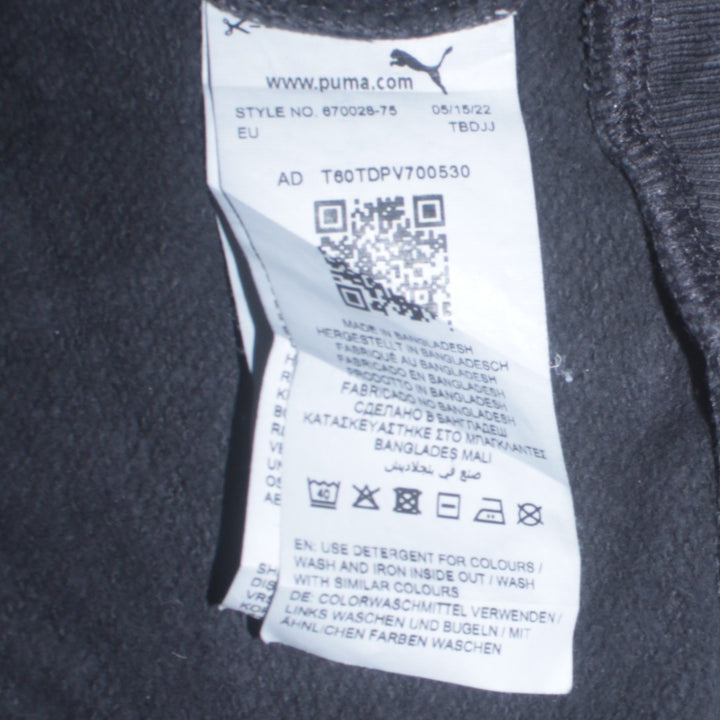 www.puma.com
STYLE NO. 670028-75 05/15/22
EU TBDJJ
AD T60TDPV700530
MADE IN BANGLADESH
HERGESTELLT IN BANGLADESCH
FABRIQUÉ AU BANGLADESH
FABRICADO EN BANGLADESH
PRODOTTO IN BANGLADESH
FABRICADO NO BANGLADESH
СДЕЛАНО В БАНГЛАДЕШ
ΚΑΤΑΣΚΕΥΑΣΤΗΚΕ ΣΤΟ ΜΠΑΓΚΛΑΝΤΕΣ
BANGLADES MALI
صنع في بنجلاديش
40
EN: USE DETERGENT FOR COLOURS /
WASH AND IRON INSIDE OUT / WASH
WITH SIMILAR COLOURS
DE: COLORWASCHMITTEL VERWENDEN /
LINKS WASCHEN UND BUGELN / MIT
ÄHNLICHEN FARBEN WASCHEN